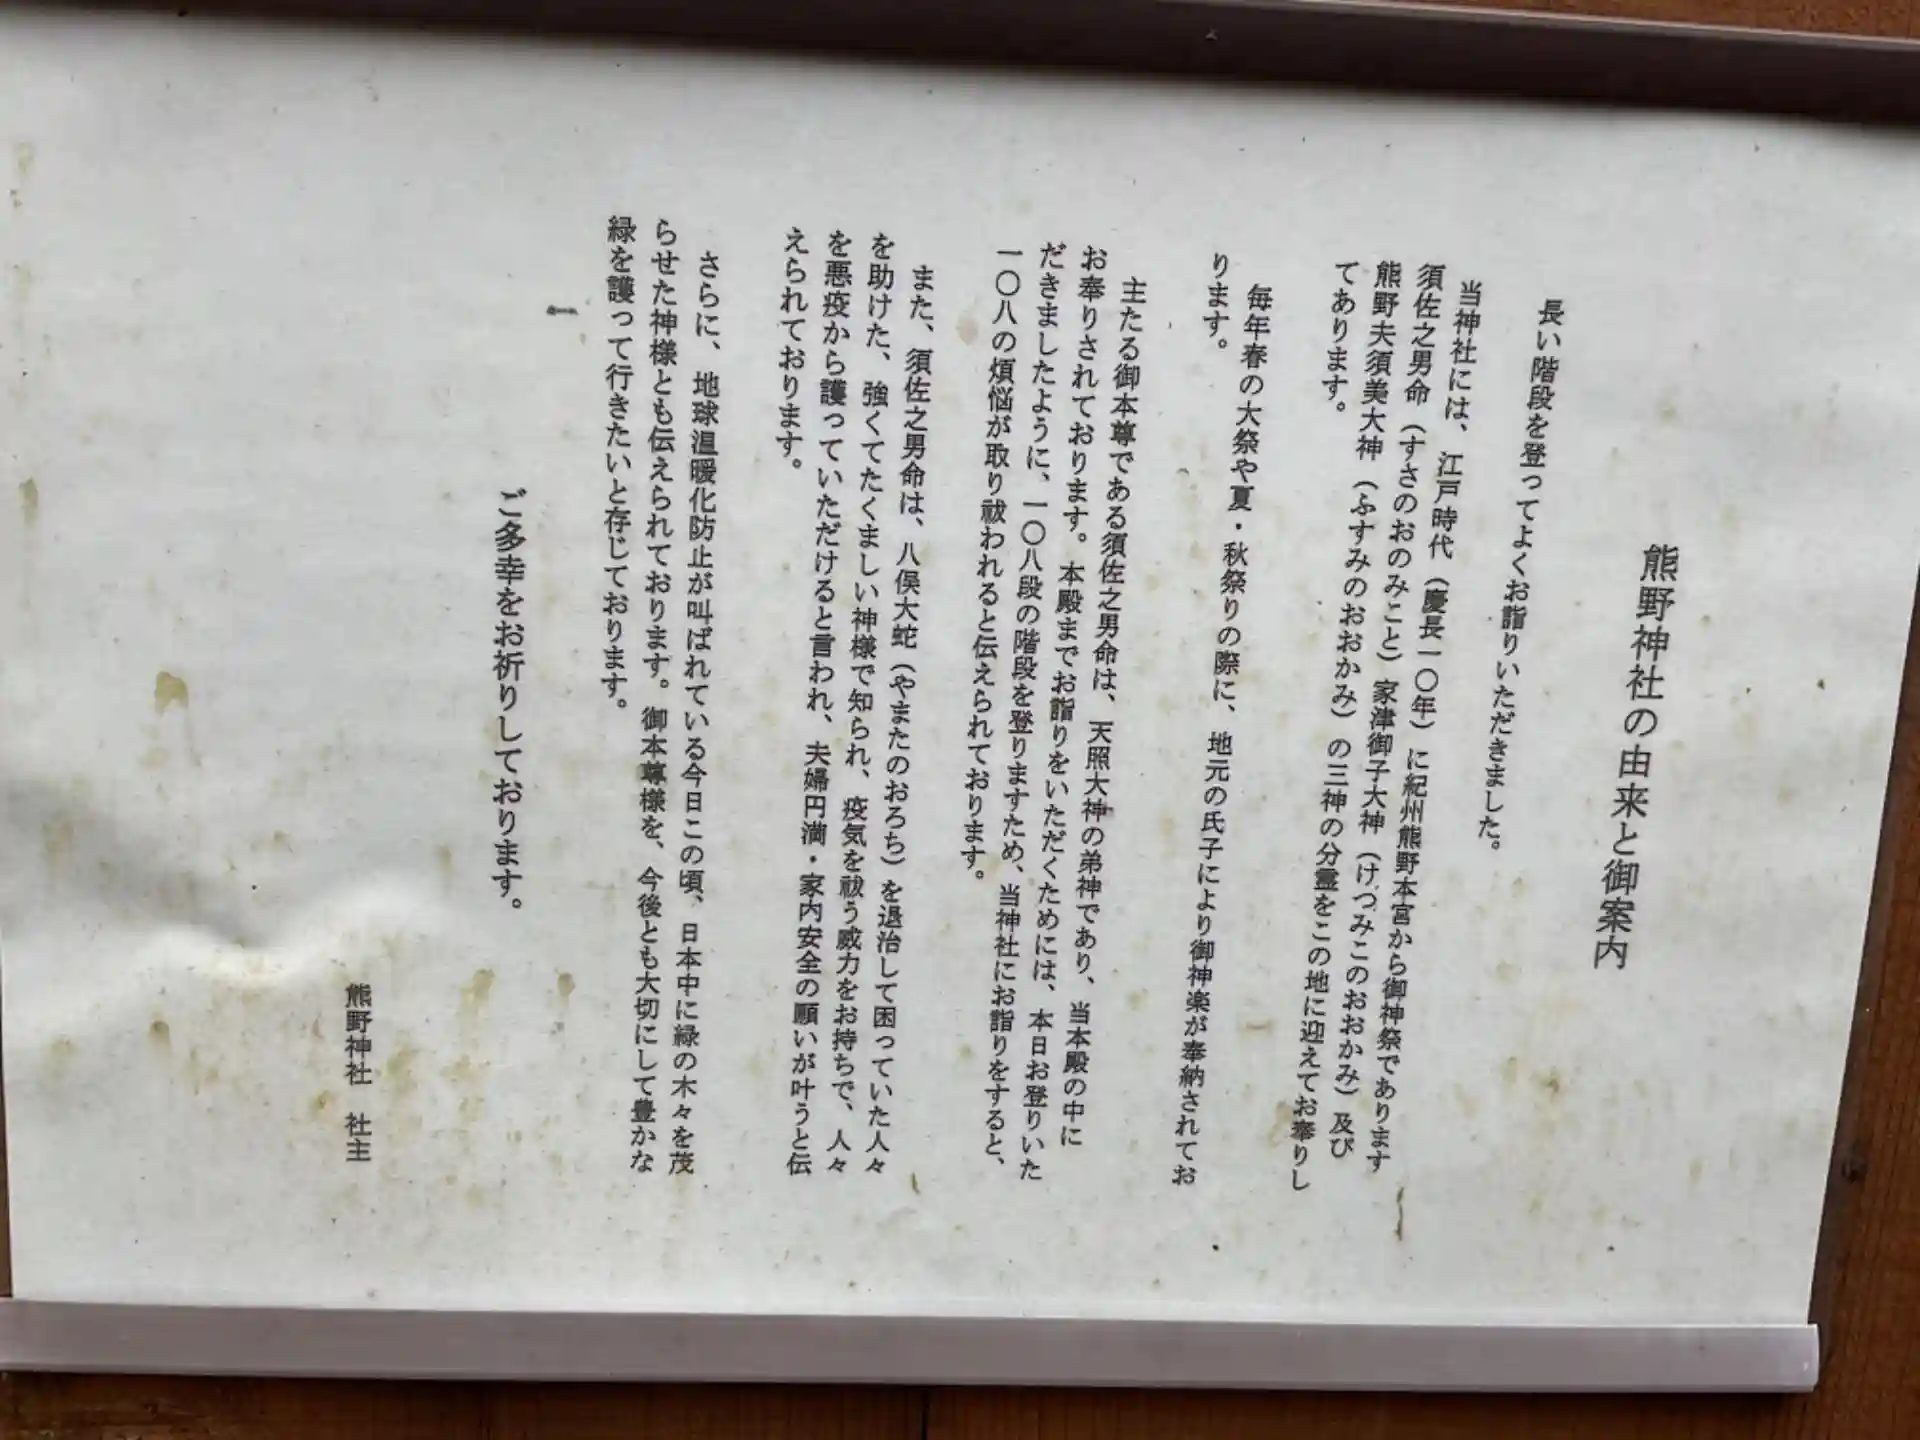 熊野神社の由来と御案内
長い階段を登ってよくお詣りいただきました。
当神社には、江戸時代（慶長一〇年）に紀州熊野本宮から御神祭であります
須佐之男命（すさのおのみこと）家津御子大神（けつみこのおおかみ）及び
熊野夫須美大神（ふすみのおおかみ）の三神の分霊をこの地に迎えてお奉りし
てあります。
毎年春の大祭や夏・秋祭りの際に、地元の氏子により御神楽が奉納されてお
ります。
主たる御本尊である須佐之男命は、天照大神の弟神であり、当本殿の中に
お奉りされております。本殿までお詣りをいただくためには、本日お登りいた
だきましたように、一〇八段の階段を登りますため、当神社にお詣りをすると、
一〇八の煩悩が取り祓われると伝えられております。
また、須佐之男命は、八俣大蛇（やまたのおろち）を退治して困っていた人々
を助けた、強くてたくましい神様で知られ、疫気を祓う威力をお持ちで、人々
を悪疫から護っていただけると言われ、夫婦円満・家内安全の願いが叶うと伝
えられております。
さらに、地球温暖化防止が叫ばれている今日この頃、日本中に緑の木々を茂
らせた神様とも伝えられております。御本尊様を、今後とも大切にして豊かな
緑を護って行きたいと存じております。
ご多幸をお祈りしております。
熊野神社　社主